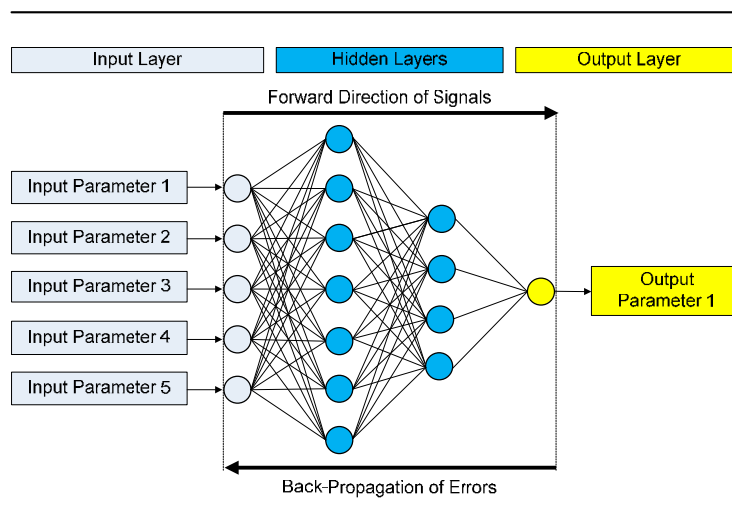 Input Layer
Hidden Layers
Output Layer
Forward Direction of Signals
Input Parameter 1
Input Parameter 2
Input Parameter 3
Input Parameter 4
Input Parameter 5
Output
Parameter 1
Back-Propagation of Errors